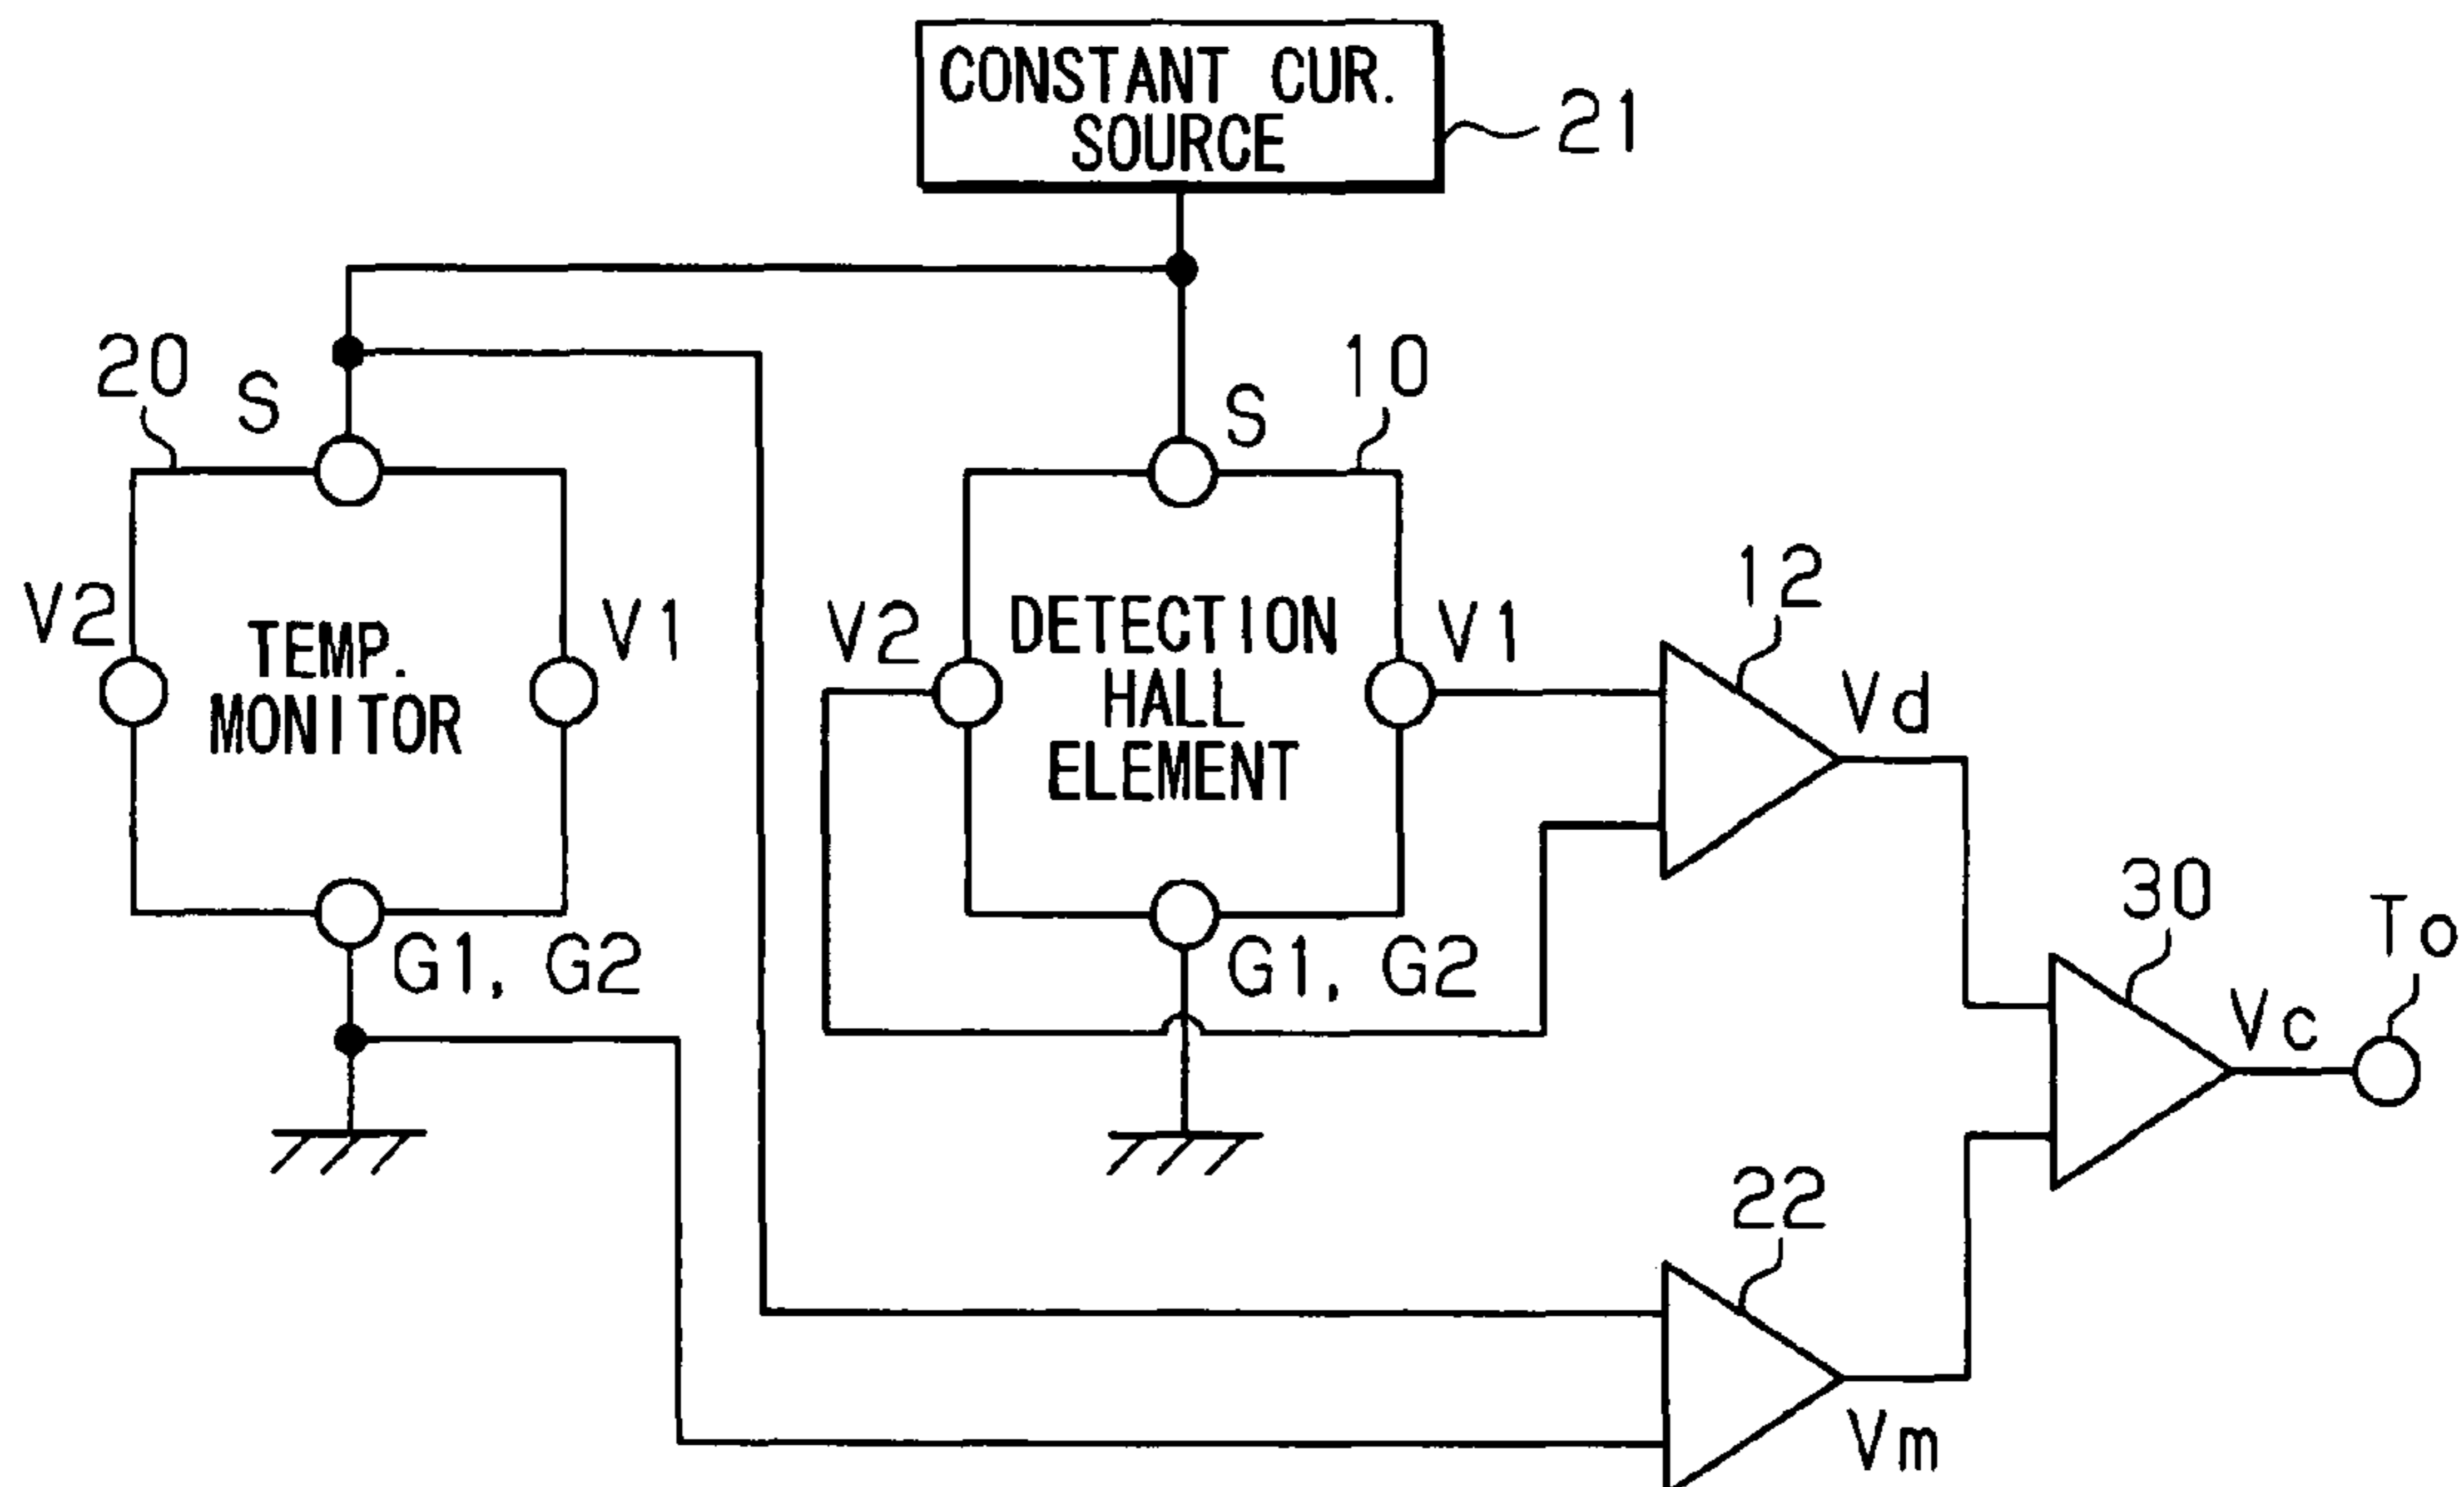 CONSTANT CUR.
SOURCE
21
20
S
10
S
12
V2
V1
V2
V1
TEMP.
MONITOR
DETECTION
HALL
ELEMENT
Vd
30
To
G1, G2
G1, G2
Vc
22
Vm